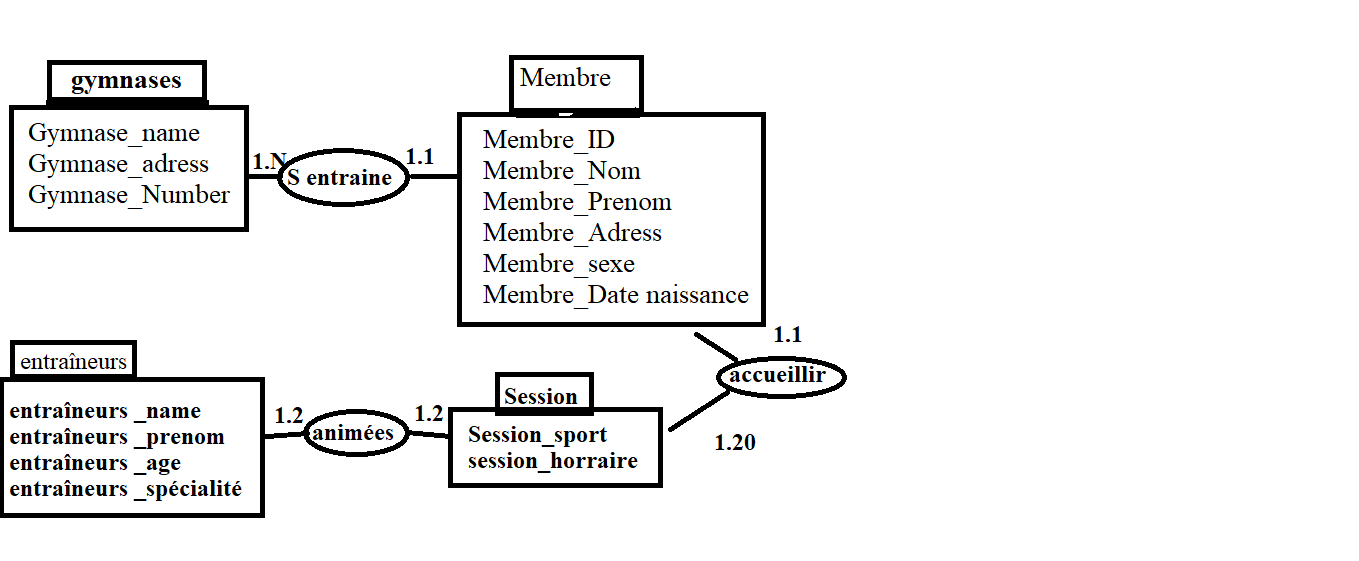 gymnases
Gymnase_name
Gymnase_adress
Gymnase_Number
1.N
S entraine
1.1
Membre
Membre_ID
Membre_Nom
Membre_Prenom
Membre_Adress
Membre_sexe
Membre_Date naissance
1.1
accueillir
1.20
entraîneurs
entraîneurs _name
entraîneurs _prenom
entraîneurs _age
entraîneurs _spécialité
1.2
animées
1.2
Session
Session_sport
session_horraire